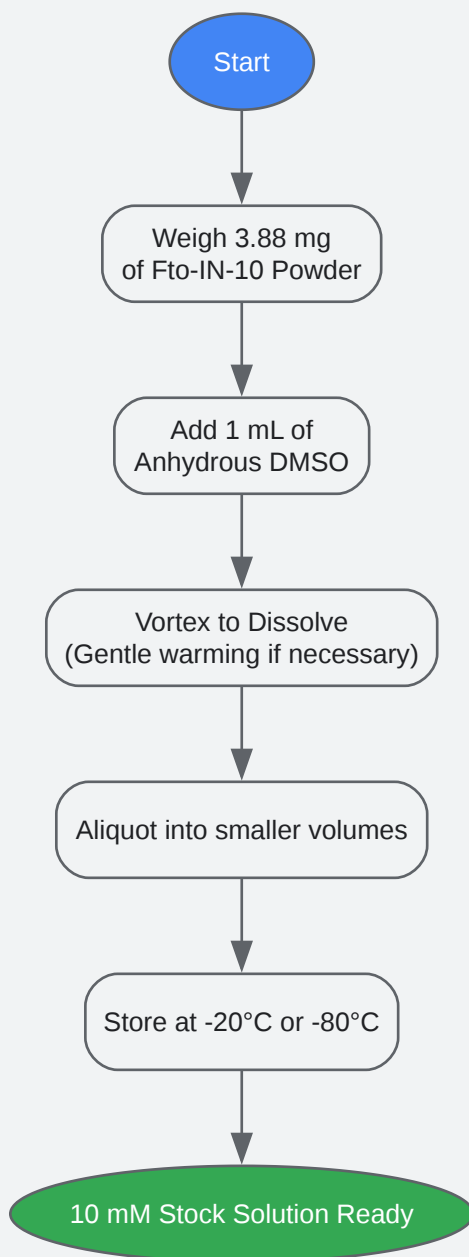 Start
Weigh 3.88 mg
of Fto-IN-10 Powder
Add 1 mL of
Anhydrous DMSO
Vortex to Dissolve
(Gentle warming if necessary)
Aliquot into smaller volumes
Store at -20°C or -80°C
10 mM Stock Solution Ready